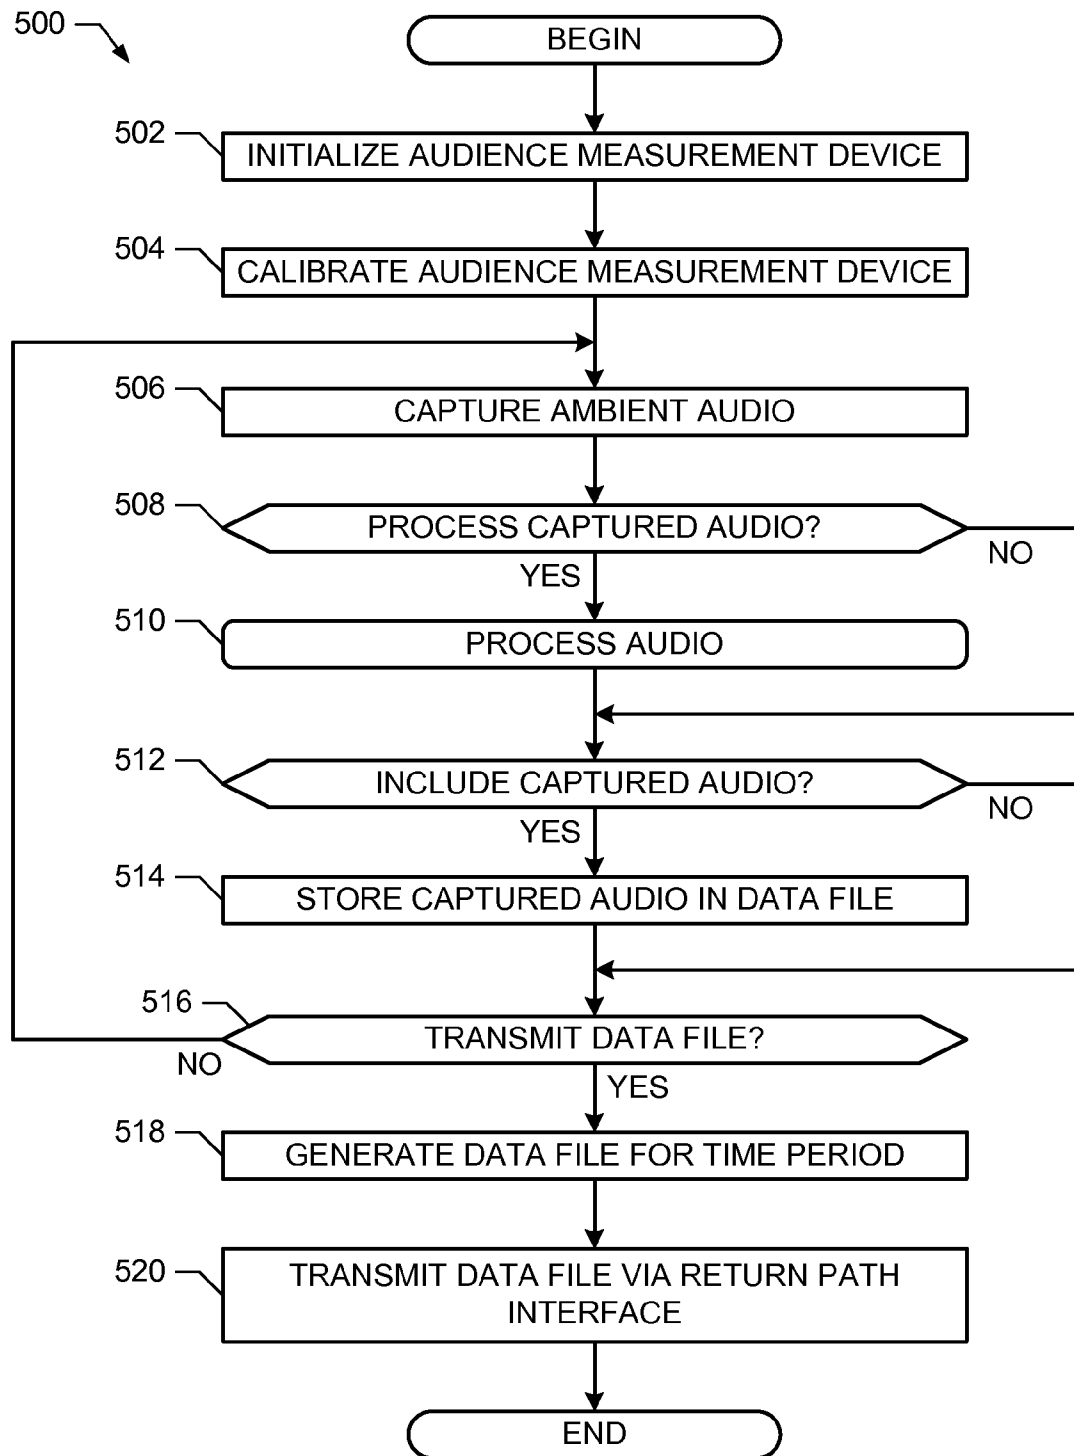 500
BEGIN
502
INITIALIZE AUDIENCE MEASUREMENT DEVICE
504
CALIBRATE AUDIENCE MEASUREMENT DEVICE
506
CAPTURE AMBIENT AUDIO
508
PROCESS CAPTURED AUDIO?
NO
YES
510
PROCESS AUDIO
512
INCLUDE CAPTURED AUDIO?
NO
YES
514
STORE CAPTURED AUDIO IN DATA FILE
516
TRANSMIT DATA FILE?
NO
YES
518
GENERATE DATA FILE FOR TIME PERIOD
520
TRANSMIT DATA FILE VIA RETURN PATH
INTERFACE
END